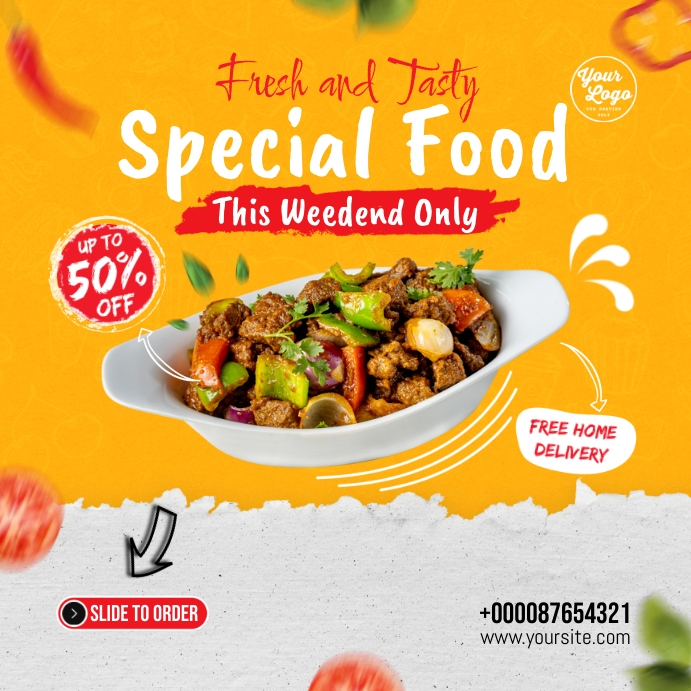 Fresh and Tasty
Your
Logo
Special Food
This Weedend Only
UP TO
50%
OFF
FREE HOME
DELIVERY
SLIDE TO ORDER
+000087654321
www.yoursite.com